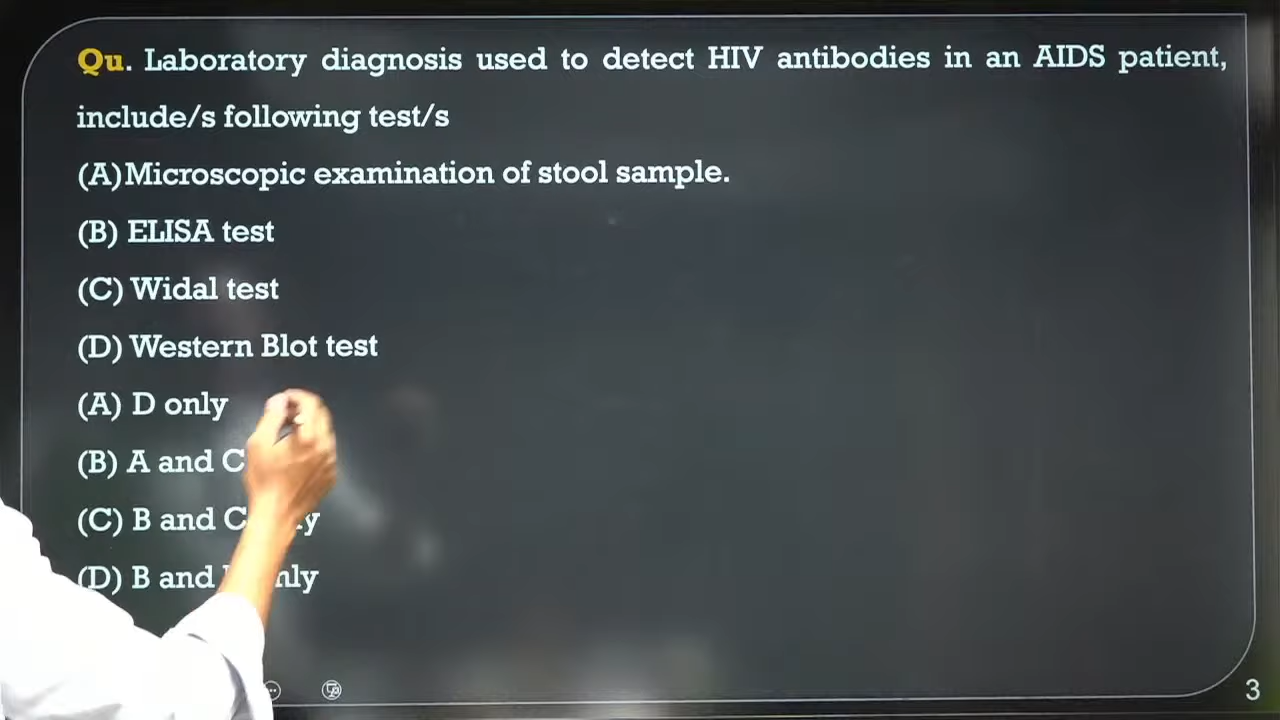 Qu. Laboratory diagnosis used to detect HIV antibodies in an AIDS patient,
include/s following test/s
(A) Microscopic examination of stool sample.
(B) ELISA test
(C) Widal test
(D) Western Blot test
(A) D only
(B) A and C
(C) B and C
(D) B and
3